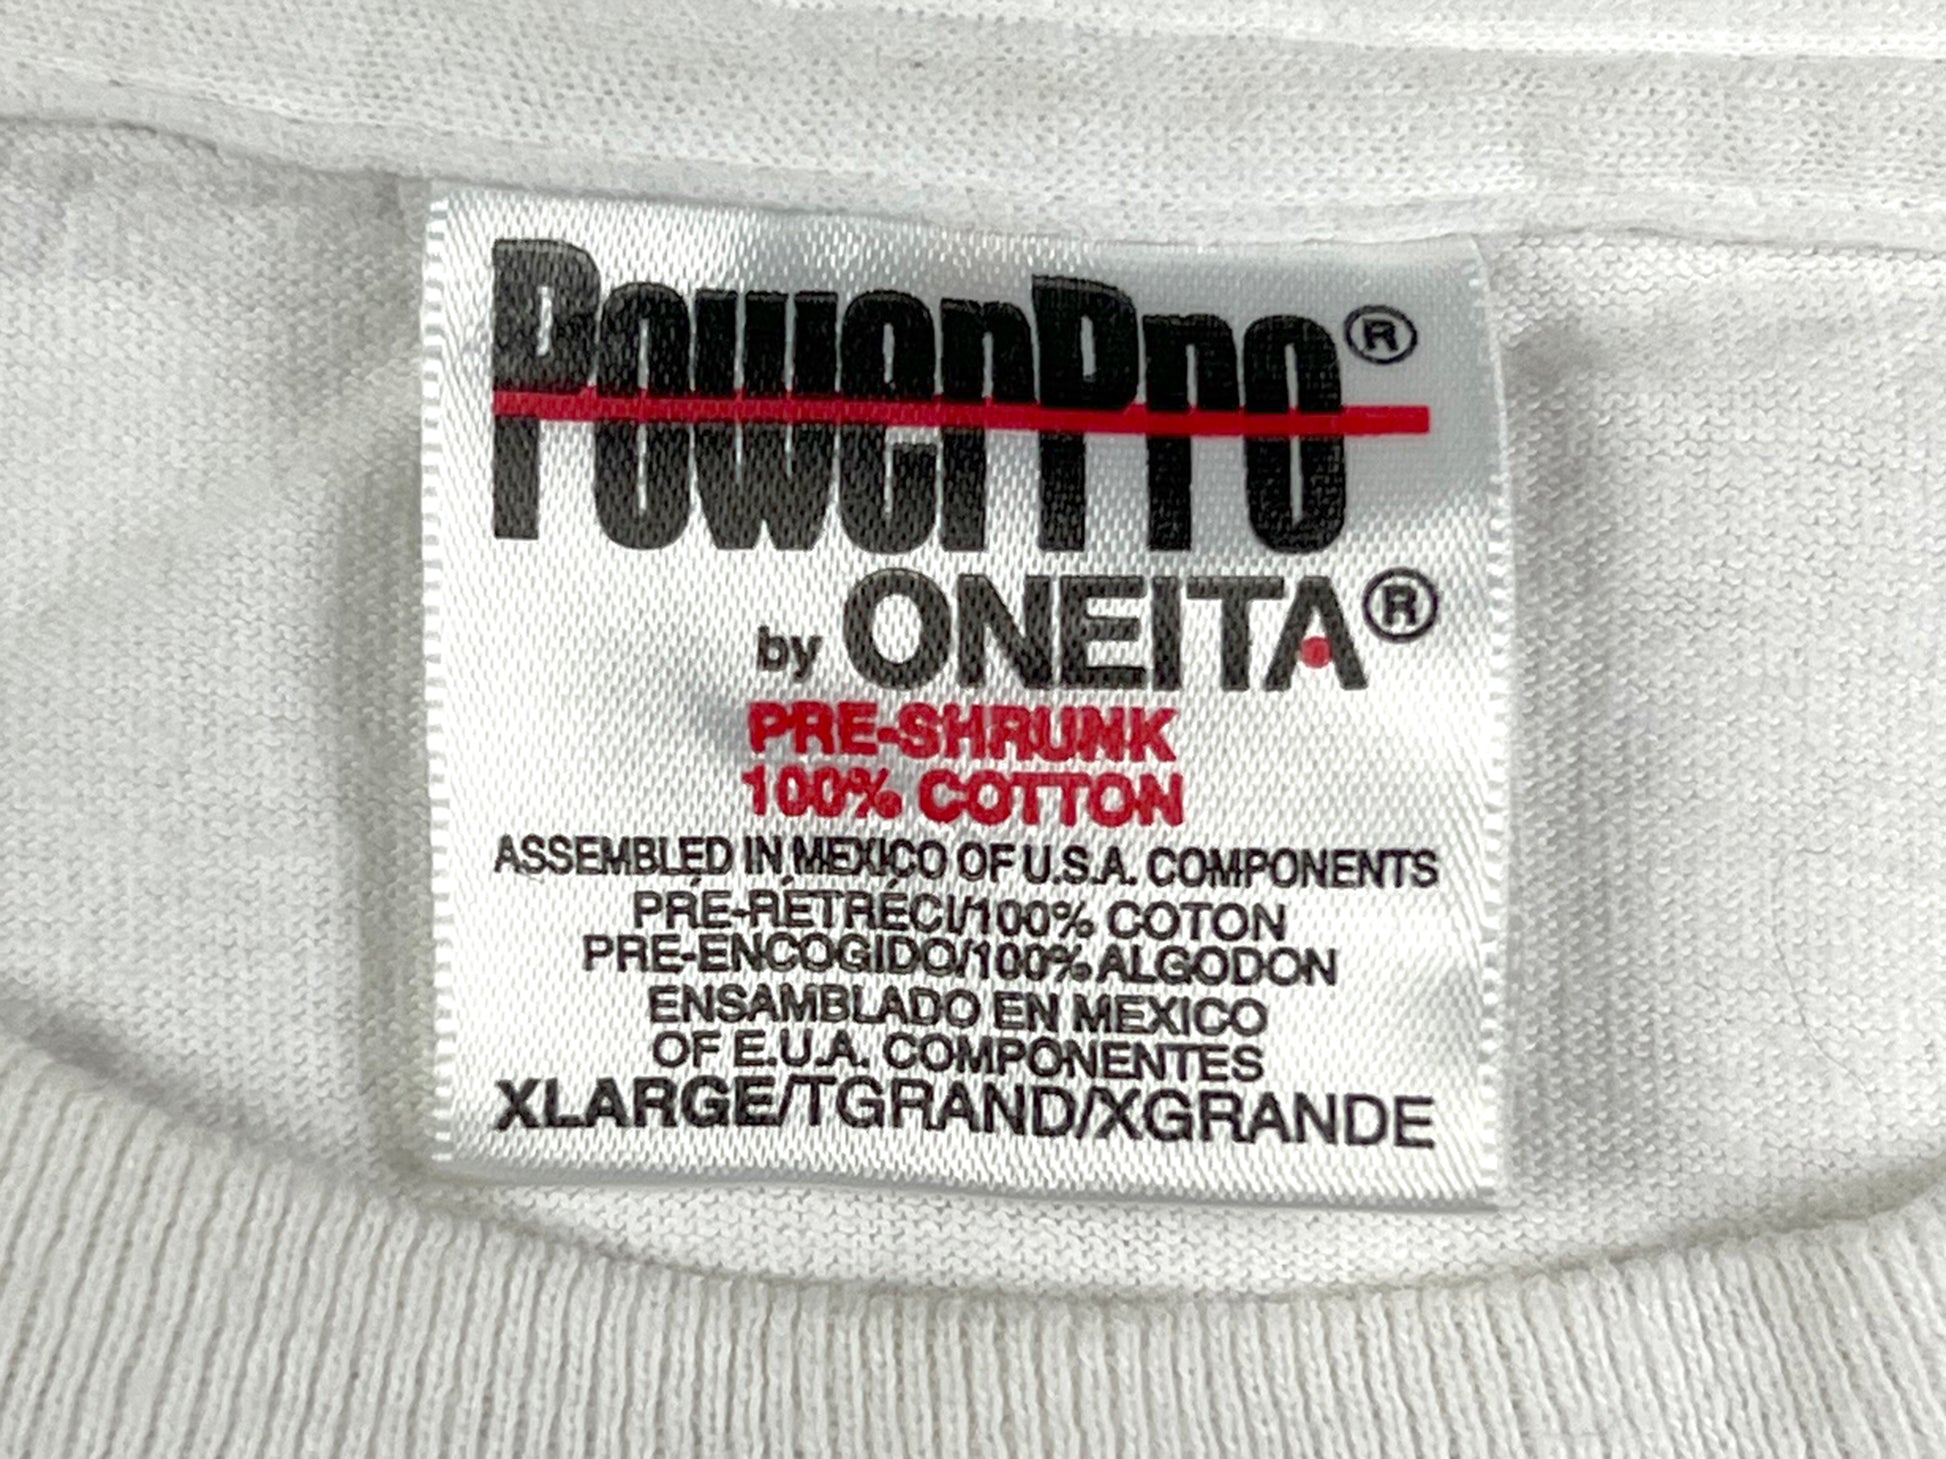 PowerPro®
by ONEITA®
PRE-SHRUNK
100% COTTON
ASSEMBLED IN MEXICO OF U.S.A. COMPONENTS
PRÉ-RÉTRÉCI/100% COTON
PRE-ENCOGIDO/100% ALGODON
ENSAMBLADO EN MEXICO
OF E.U.A. COMPONENTES
XLARGE/TGRAND/XGRANDE